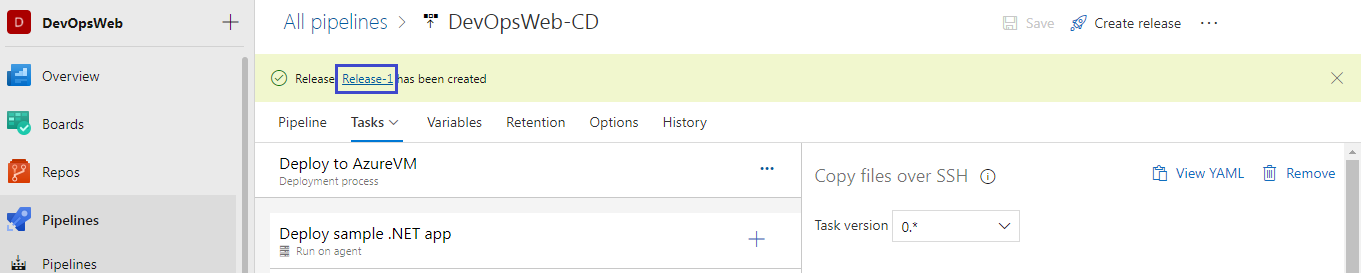 D DevOpsWeb
All pipelines > DevOpsWeb-CD
Save Create release ...
Overview
Release Release-1 has been created
Boards
Pipeline Tasks Variables Retention Options History
Repos
Deploy to AzureVM
Deployment process
Copy files over SSH
View YAML Remove
Pipelines
Task version 0.*
Deploy sample .NET app
Run on agent
Pipelines